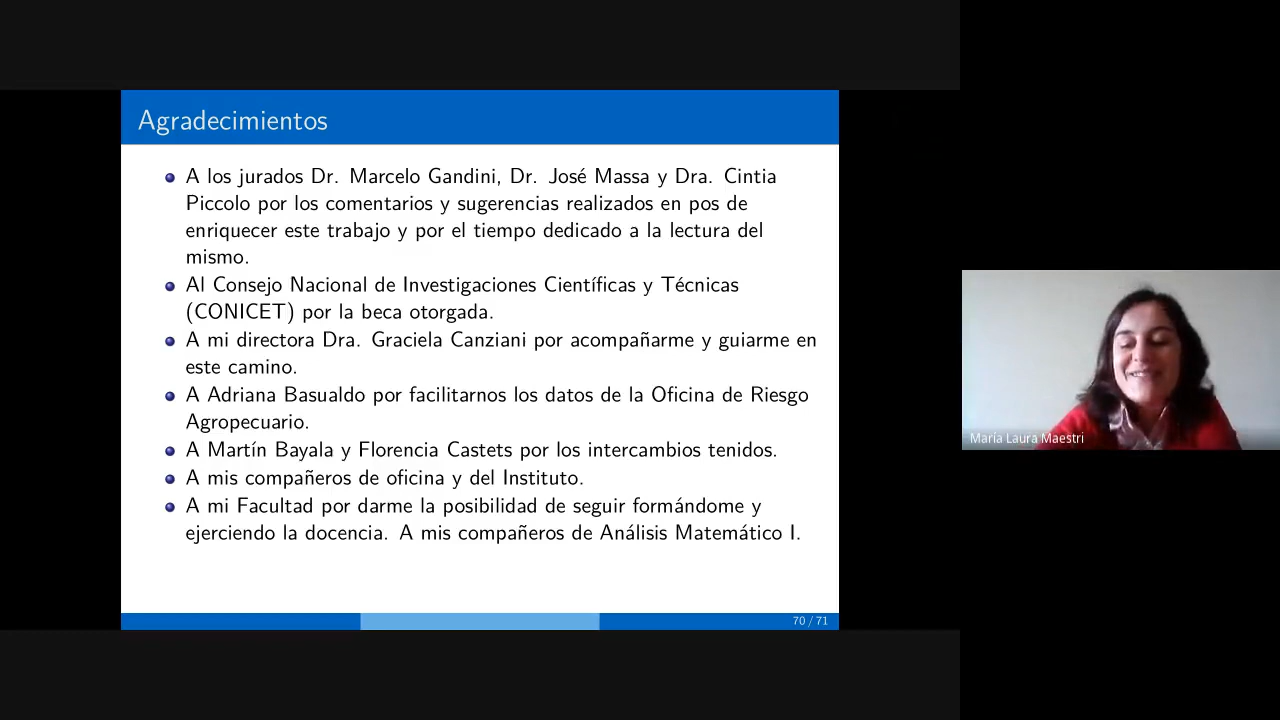 Agradecimientos
A los jurados Dr. Marcelo Gandini, Dr. José Massa y Dra. Cintia
Piccolo por los comentarios y sugerencias realizados en pos de
enriquecer este trabajo y por el tiempo dedicado a la lectura del
mismo.
Al Consejo Nacional de Investigaciones Científicas y Técnicas
(CONICET) por la beca otorgada.
A mi directora Dra. Graciela Canziani por acompañarme y guiarme en
este camino.
A Adriana Basualdo por facilitarnos los datos de la Oficina de Riesgo
Agropecuario.
A Martín Bayala y Florencia Castets por los intercambios tenidos.
A mis compañeros de oficina y del Instituto.
A mi Facultad por darme la posibilidad de seguir formándome y
ejerciendo la docencia. A mis compañeros de Análisis Matemático I.
70 / 71
María Laura Maestri